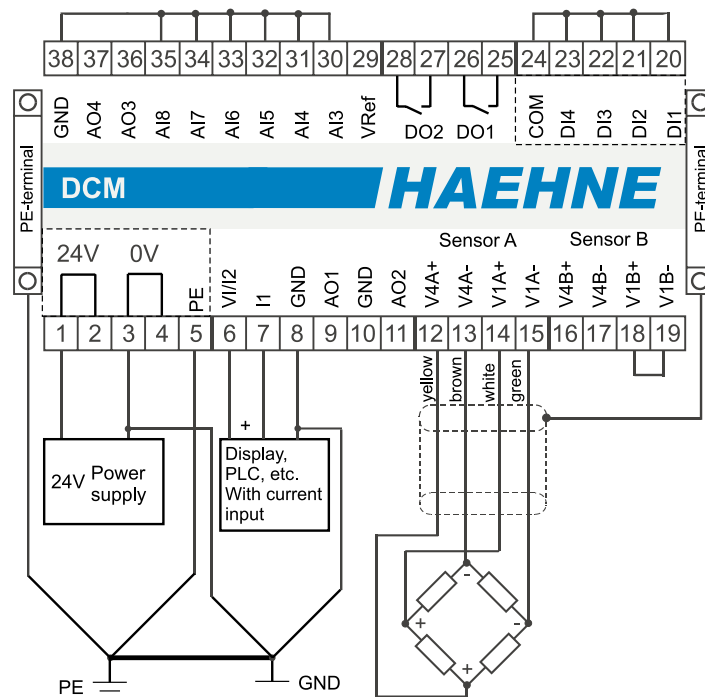 38 37 36 35 34 33 32 31 30 29 28 27 26 25 24 23 22 21 20
GND AO4 AO3 AI8 AI7 AI6 AI5 AI4 AI3 VRef DO2 DO1 COM DI4 DI3 DI2 DI1
PE-terminal
PE-terminal
DCM HAEHNE
24V 0V
Sensor A Sensor B
PE VI/I2 I1 GND AO1 GND AO2 V4A+ V4A- V1A+ V1A- V4B+ V4B- V1B+ V1B-
1 2 3 4 5 6 7 8 9 10 11 12 13 14 15 16 17 18 19
yellow brown white green
+
24V Power
supply
Display,
PLC, etc.
With current
input
-
+ -
+
PE GND